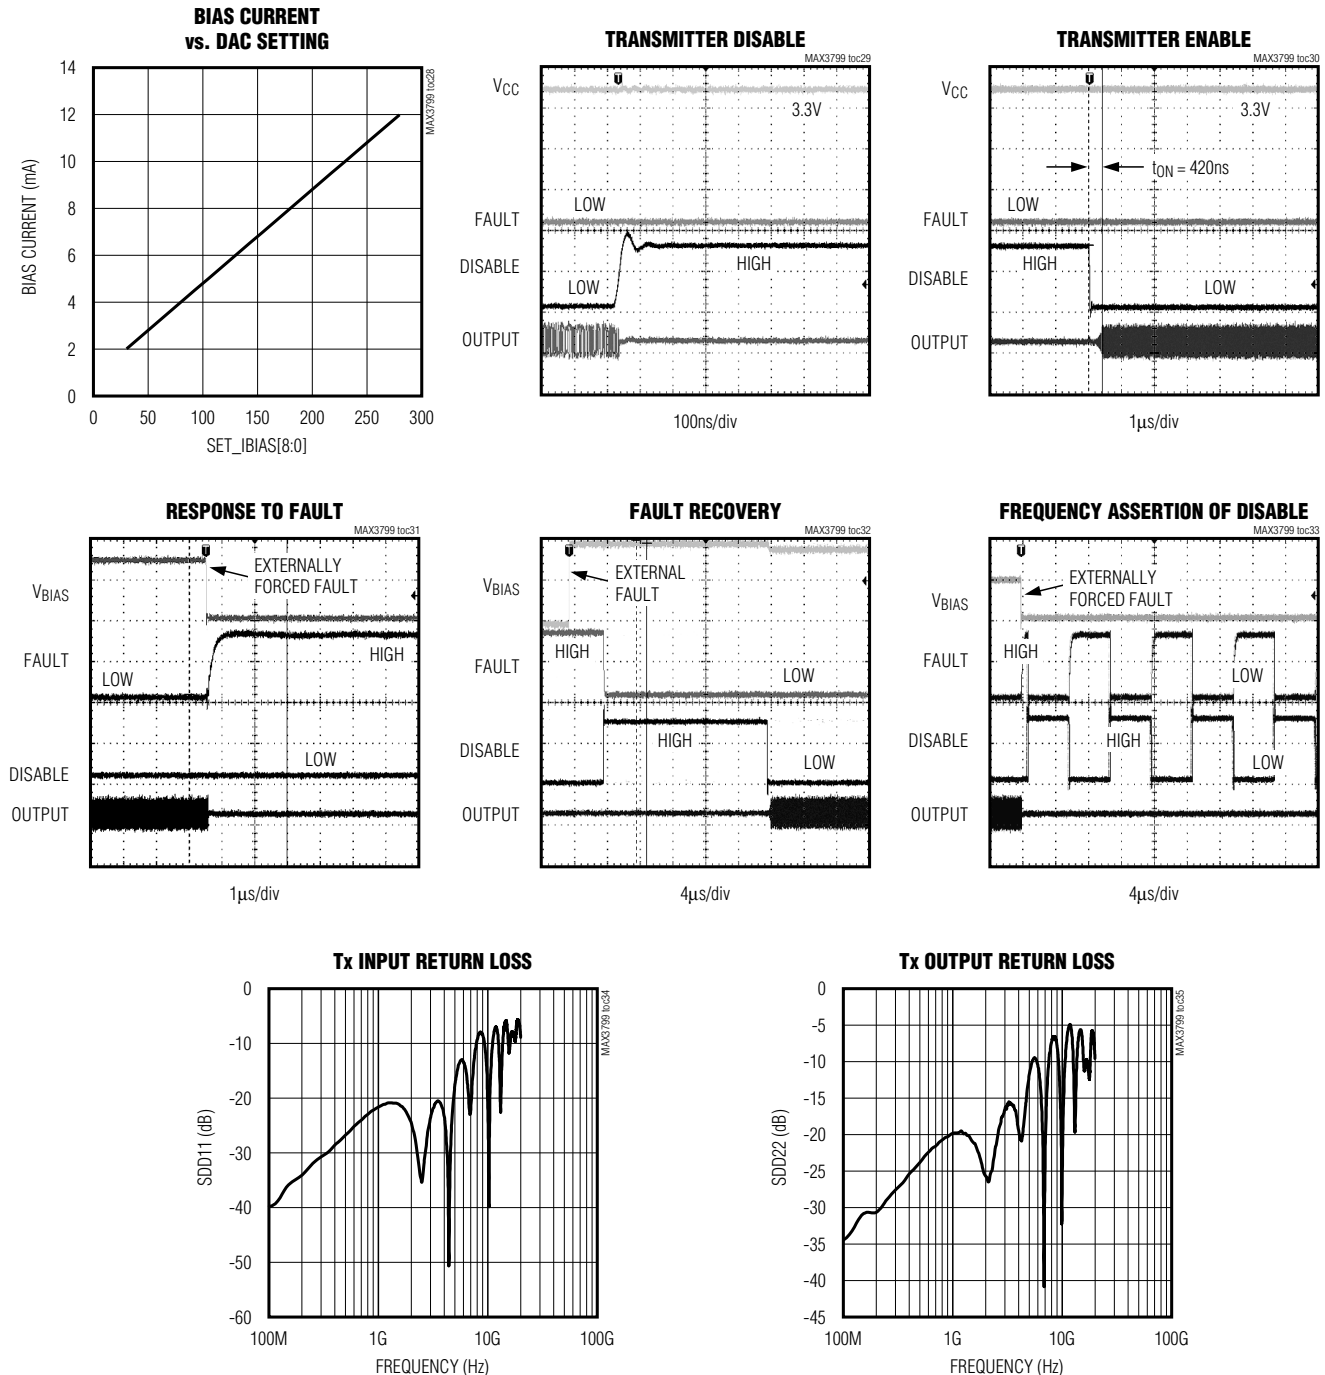 BIAS CURRENT
vs. DAC SETTING
MAX3799 toc28
14
12
10
8
6
4
2
0
BIAS CURRENT (mA)
0 50 100 150 200 250 300
SET_IBIAS[8:0]
TRANSMITTER DISABLE
MAX3799 toc29
VCC
3.3V
LOW
FAULT
DISABLE
HIGH
LOW
OUTPUT
100ns/div
TRANSMITTER ENABLE
MAX3799 toc30
VCC
3.3V
tON = 420ns
LOW
FAULT
HIGH
DISABLE
LOW
OUTPUT
1µs/div
RESPONSE TO FAULT
MAX3799 toc31
EXTERNALLY
FORCED FAULT
VBIAS
FAULT
HIGH
LOW
LOW
DISABLE
OUTPUT
1µs/div
FAULT RECOVERY
MAX3799 toc32
EXTERNAL
FAULT
VBIAS
HIGH
FAULT
LOW
HIGH
DISABLE
LOW
OUTPUT
4µs/div
FREQUENCY ASSERTION OF DISABLE
MAX3799 toc33
EXTERNALLY
FORCED FAULT
VBIAS
HIGH
FAULT
LOW
DISABLE
HIGH
LOW
OUTPUT
4µs/div
Tx INPUT RETURN LOSS
MAX3799 toc34
0
-10
-20
-30
-40
-50
-60
SDD11 (dB)
100M 1G 10G 100G
FREQUENCY (Hz)
Tx OUTPUT RETURN LOSS
MAX3799 toc35
0
-5
-10
-15
-20
-25
-30
-35
-40
-45
SDD22 (dB)
100M 1G 10G 100G
FREQUENCY (Hz)